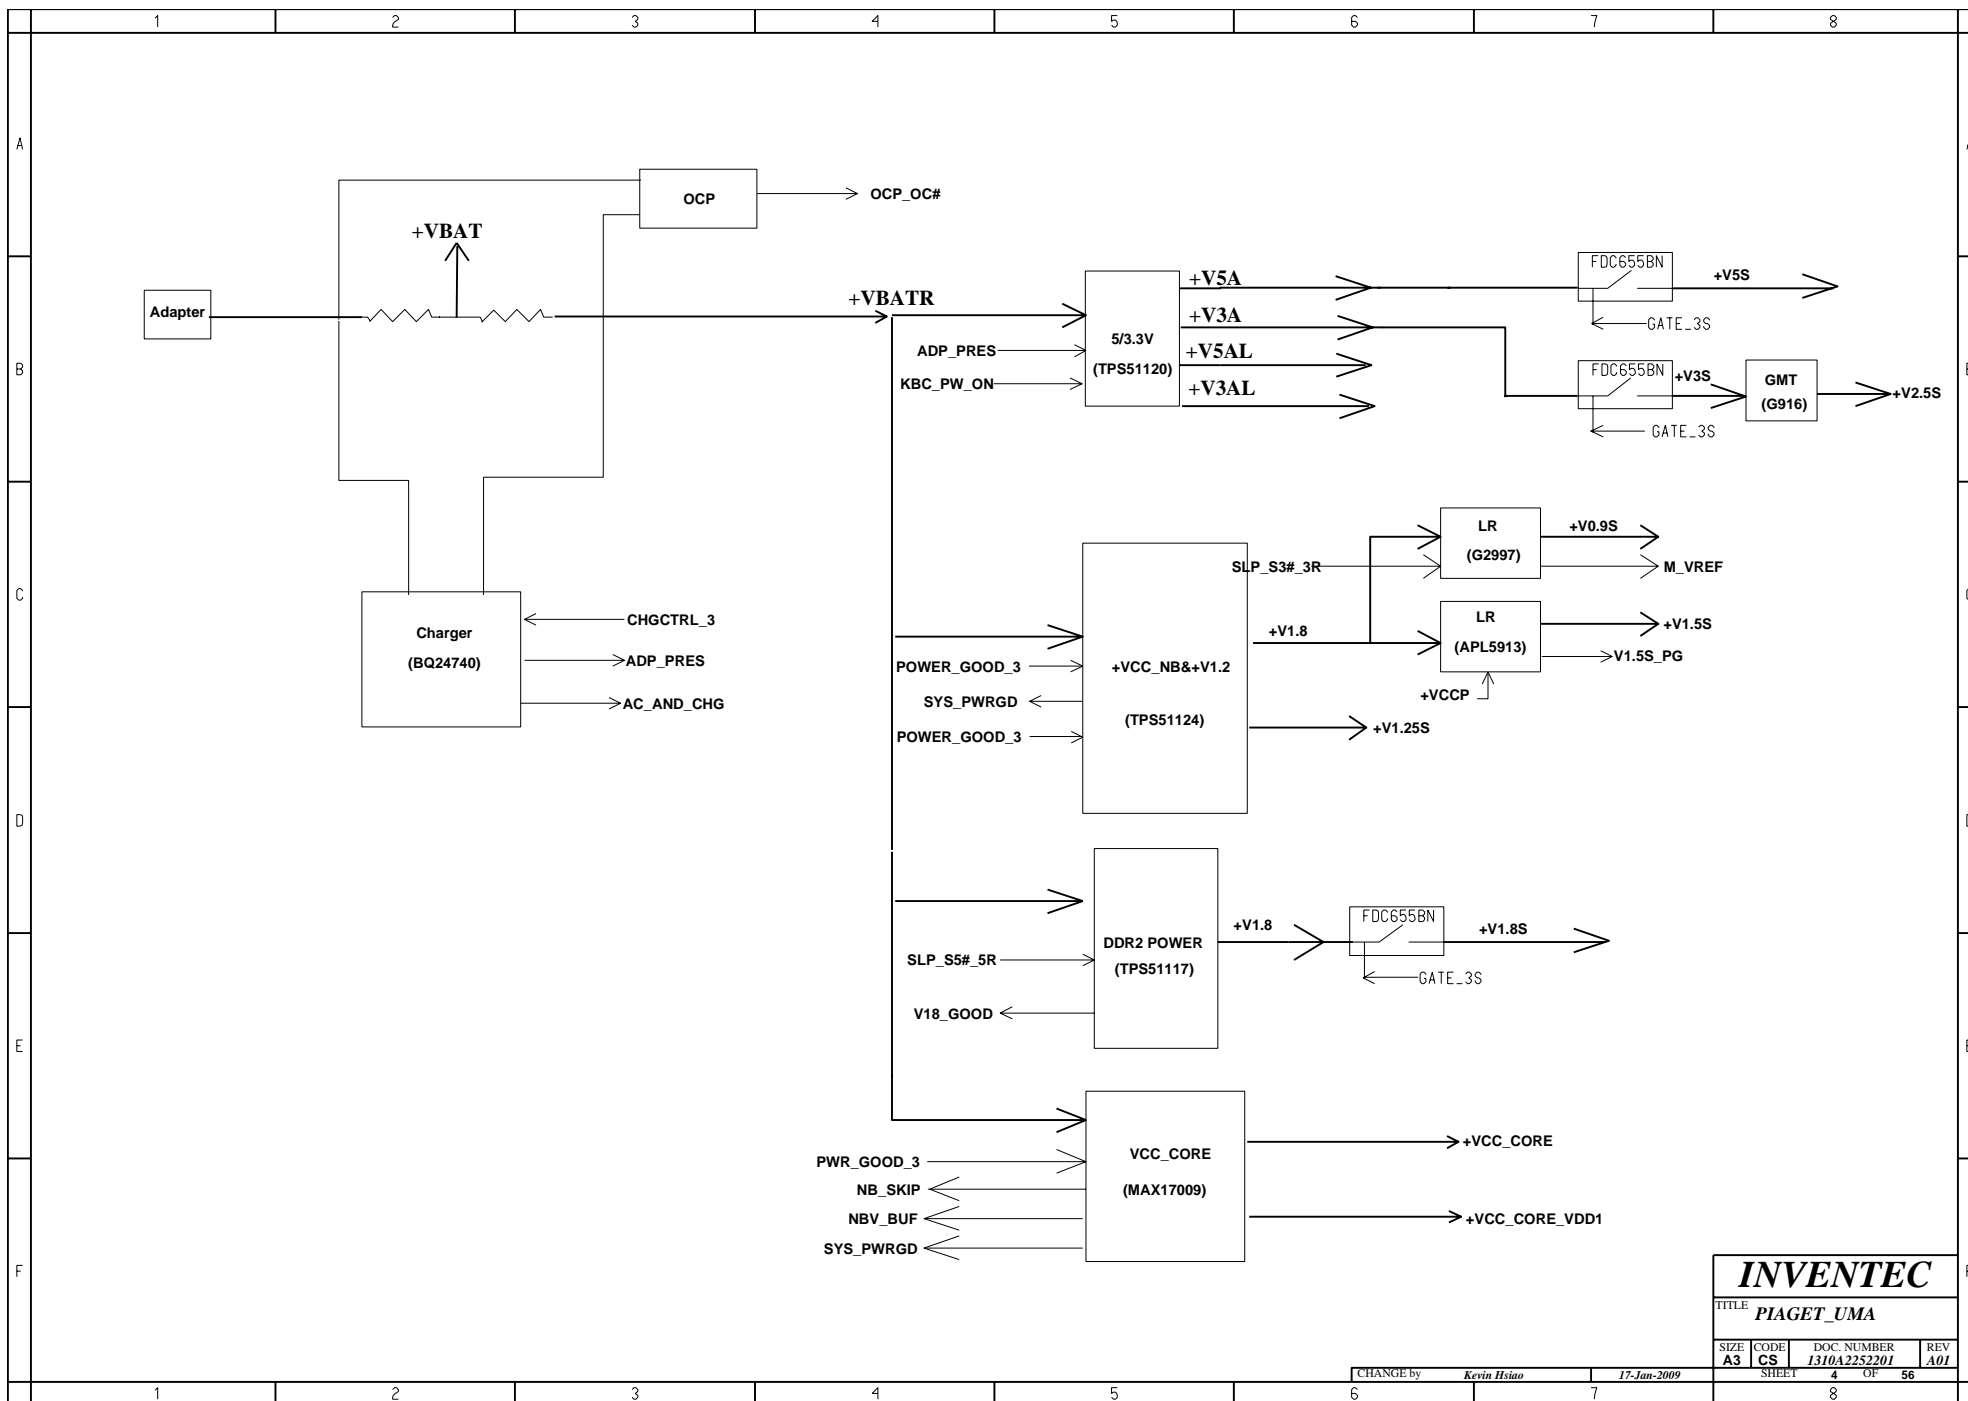 1 2 3 4 5 6 7 8
A
OCP
OCP_OC#
+VBAT
Adapter
+VBATR
+V5A
+V3A
+V5AL
+V3AL
5/3.3V
(TPS51120)
ADP_PRES
KBC_PW_ON
FDC655BN
+V5S
GATE_3S
FDC655BN
+V3S
GATE_3S
GMT
(G916)
+V2.5S
B
C
Charger
(BQ24740)
CHGCTRL_3
ADP_PRES
AC_AND_CHG
+VCC_NB&+V1.2
(TPS51124)
POWER_GOOD_3
SYS_PWRGD
POWER_GOOD_3
SLP_S3#_3R
+V1.8
+V1.25S
LR
(G2997)
+V0.9S
M_VREF
LR
(APL5913)
+V1.5S
V1.5S_PG
+VCCP
D
DDR2 POWER
(TPS51117)
SLP_S5#_5R
V18_GOOD
+V1.8
FDC655BN
+V1.8S
GATE_3S
E
VCC_CORE
(MAX17009)
PWR_GOOD_3
NB_SKIP
NBV_BUF
SYS_PWRGD
+VCC_CORE
+VCC_CORE_VDD1
F
INVENTEC
TITLE PIAGET_UMA
SIZE CODE DOC. NUMBER REV
A3 CS 1310A2252201 A01
CHANGE by Kevin Hsiao 17-Jan-2009 SHEET 4 OF 56
1 2 3 4 5 6 7 8